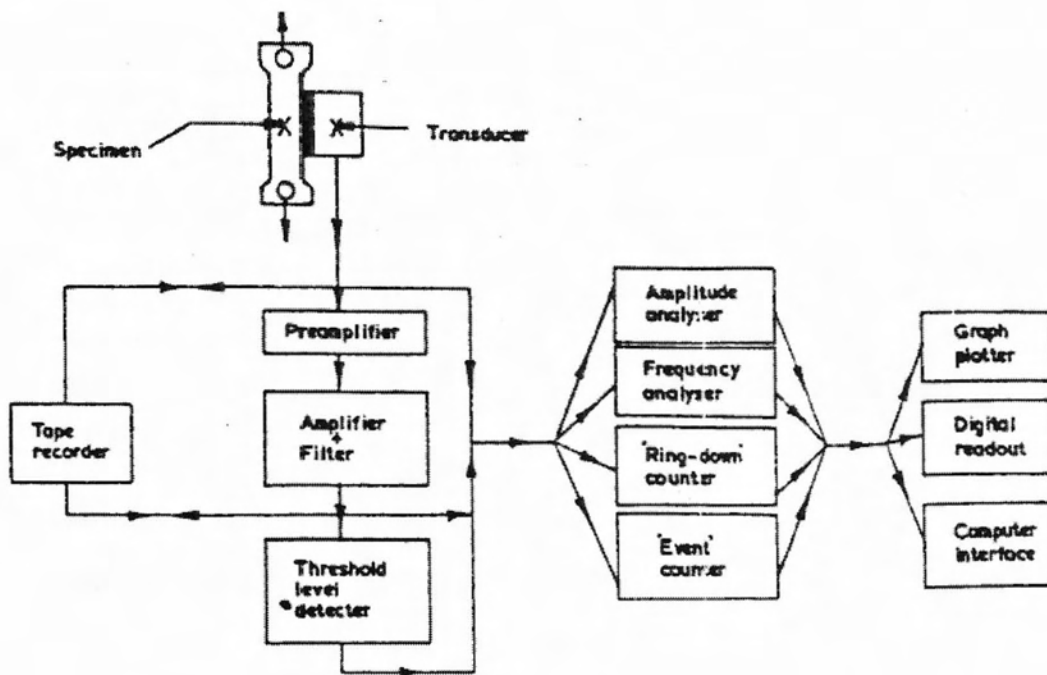 Specimen
Transducer
Preamplifier
Amplifier
+
Filter
Tape
recorder
Threshold
level
detecter
Amplitude
analyser
Frequency
analyser
'Ring-down'
counter
'Event'
counter
Graph
plotter
Digital
readout
Computer
interface